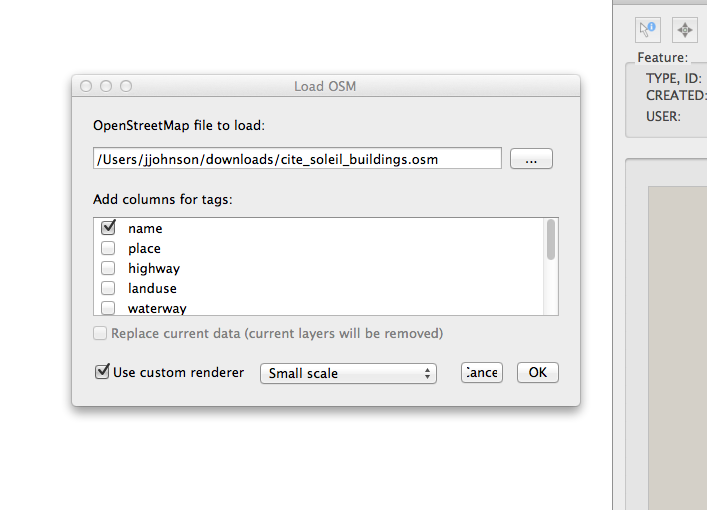 Load OSM
OpenStreetMap file to load:
/Users/jjohnson/downloads/cite_soleil_buildings.osm
...
Add columns for tags:
name
place
highway
landuse
waterway
Replace current data (current layers will be removed)
Use custom renderer
Small scale
Cance
OK
Feature:
TYPE, ID:
CREATED:
USER: